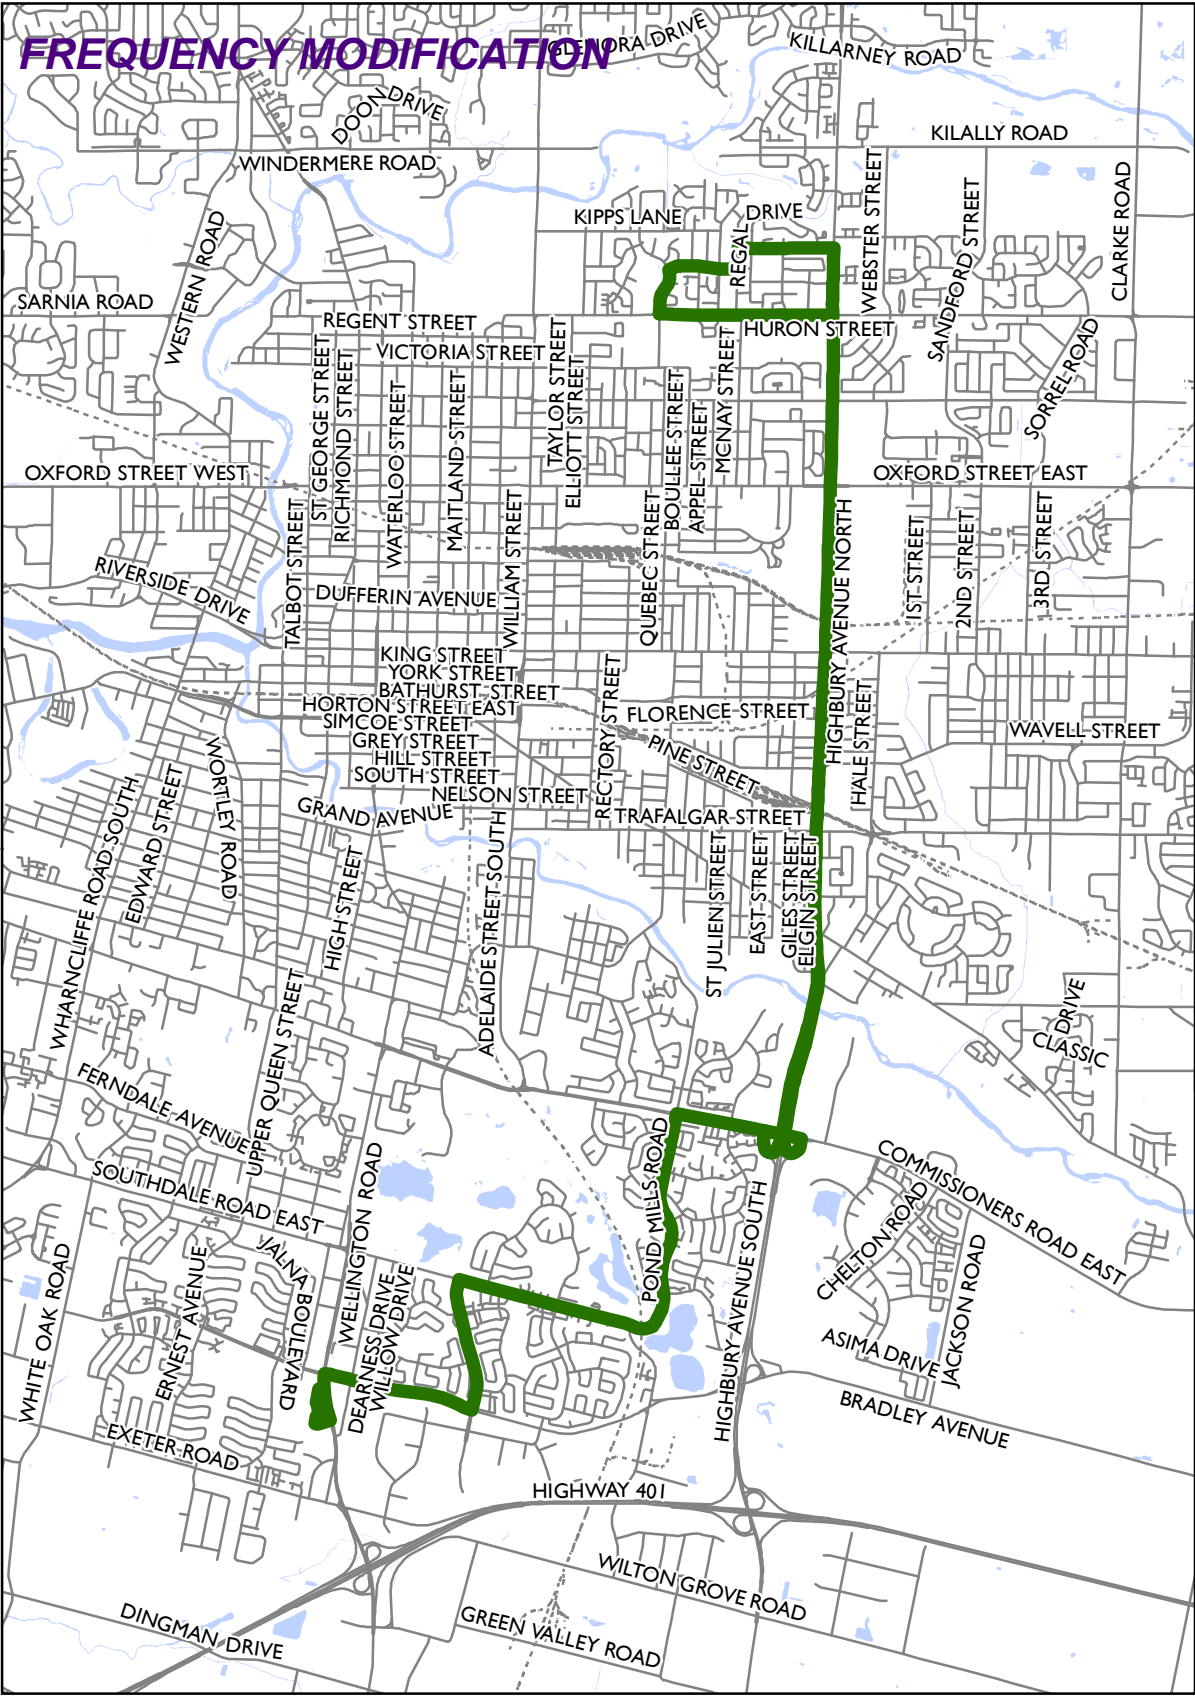 FREQUENCY MODIFICATION
GLENORA DRIVE
KILLARNEY ROAD
DOON DRIVE
KILALLY ROAD
WINDERMERE ROAD
WEBSTER STREET
CLARKE ROAD
SANDFORD STREET
KIPPS LANE
REGAL DRIVE
WESTERN ROAD
SARNIA ROAD
REGENT STREET
HURON STREET
VICTORIA STREET
SORREL ROAD
ST GEORGE STREET
RICHMOND STREET
WATERLOO STREET
MAITLAND STREET
TAYLOR STREET
ELLIOTT STREET
BOULLEE STREET
APPEL STREET
MCNAY STREET
OXFORD STREET WEST
OXFORD STREET EAST
TALBOT STREET
WILLIAM STREET
QUEBEC STREET
HIGHBURY AVENUE NORTH
1ST STREET
2ND STREET
3RD STREET
RIVERSIDE DRIVE
DUFFERIN AVENUE
KING STREET
YORK STREET
BATHURST STREET
HORTON STREET EAST
SIMCOE STREET
GREY STREET
HILL STREET
SOUTH STREET
NELSON STREET
RECTORY STREET
FLORENCE STREET
PINE STREET
HALE STREET
WAVELL STREET
WORTLEY ROAD
EDWARD STREET
WHARNCLIFFE ROAD SOUTH
GRAND AVENUE
TRAFALGAR STREET
HIGH STREET
ADELAIDE STREET SOUTH
ST JULIEN STREET
EAST STREET
GILES STREET
ELGIN STREET
CLASSIC DRIVE
UPPER QUEEN STREET
FERNDALE AVENUE
SOUTHDALE ROAD EAST
WELLINGTON ROAD
POND MILLS ROAD
HIGHBURY AVENUE SOUTH
COMMISSIONERS ROAD EAST
CHELTON ROAD
JACKSON ROAD
ASIMA DRIVE
WHITE OAK ROAD
ERNEST AVENUE
JALNA BOULEVARD
DEARNESS DRIVE
WILLOW DRIVE
BRADLEY AVENUE
EXETER ROAD
HIGHWAY 401
WILTON GROVE ROAD
DINGMAN DRIVE
GREEN VALLEY ROAD